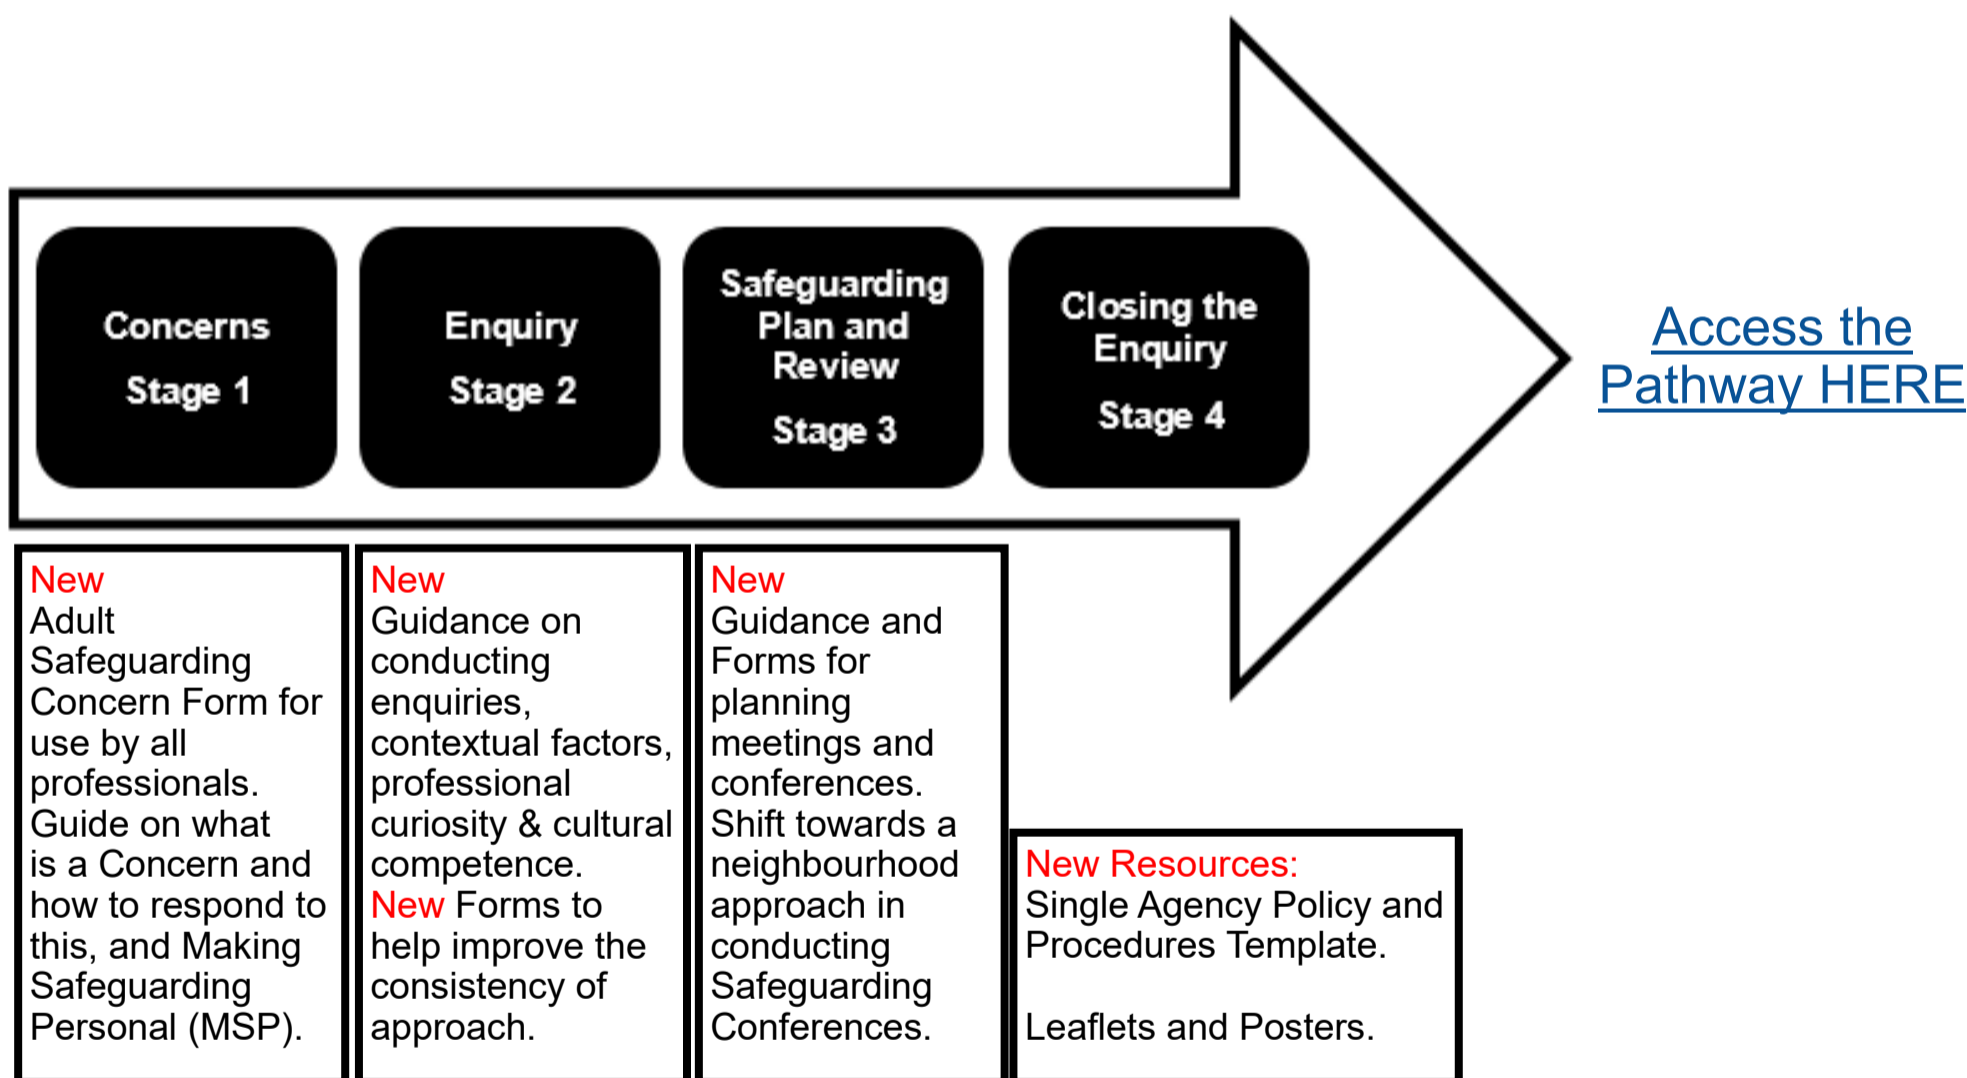 Concerns
Stage 1
Enquiry
Stage 2
Safeguarding
Plan and
Review
Stage 3
Closing the
Enquiry
Stage 4
Access the
Pathway HERE
New
Adult
Safeguarding
Concern Form for
use by all
professionals.
Guide on what
is a Concern and
how to respond to
this, and Making
Safeguarding
Personal (MSP).
New
Guidance on
conducting
enquiries,
contextual factors,
professional
curiosity & cultural
competence.
New Forms to
help improve the
consistency of
approach.
New
Guidance and
Forms for
planning
meetings and
conferences.
Shift towards a
neighbourhood
approach in
conducting
Safeguarding
Conferences.
New Resources:
Single Agency Policy and
Procedures Template.
Leaflets and Posters.